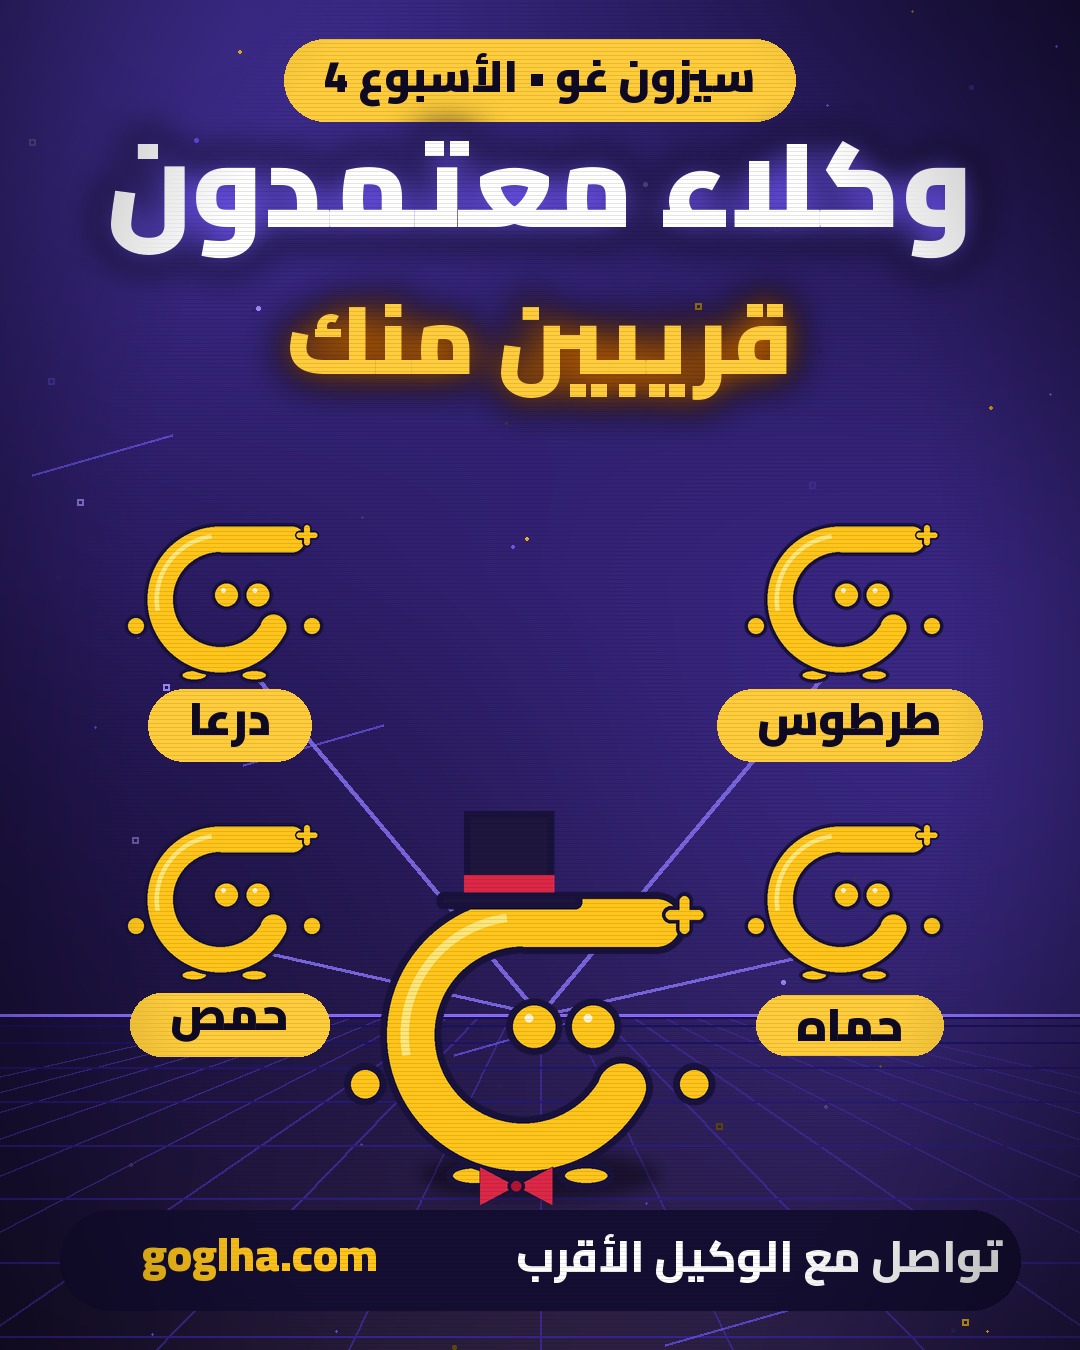 سيزون غو ▪ الأسبوع 4
وكلاء معتمدون
قريبين منك
طرطوس
درعا
حماه
حمص
تواصل مع الوكيل الأقرب
goglha.com